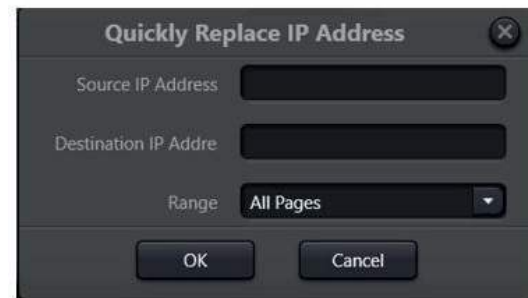 Quickly Replace IP Address
Source IP Address
Destination IP Addre
Range All Pages
OK Cancel